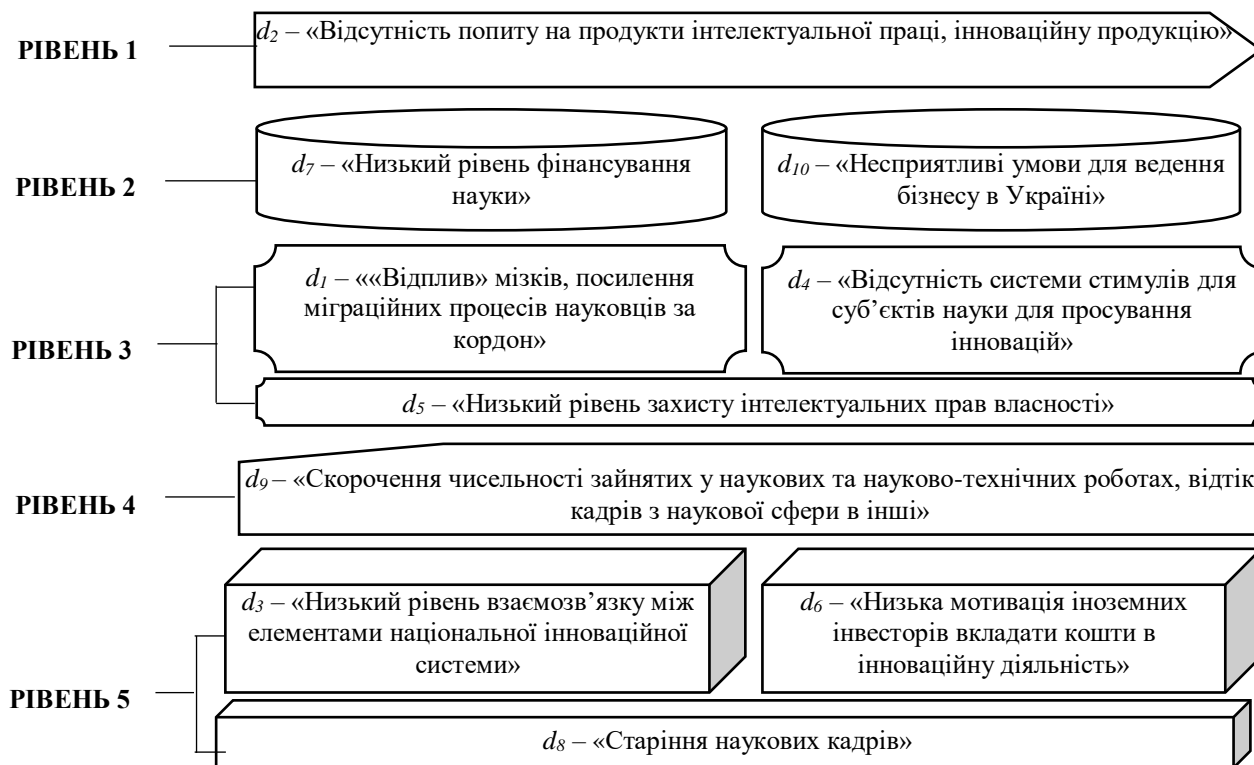 РІВЕНЬ 1
d2 – «Відсутність попиту на продукти інтелектуальної праці, інноваційну продукцію»
РІВЕНЬ 2
d7 – «Низький рівень фінансування
науки»
d10 – «Несприятливі умови для ведення
бізнесу в Україні»
РІВЕНЬ 3
d1 – ««Відплив» мізків, посилення
міграційних процесів науковців за
кордон»
d4 – «Відсутність системи стимулів для
суб’єктів науки для просування
інновацій»
d5 – «Низький рівень захисту інтелектуальних прав власності»
РІВЕНЬ 4
d9 – «Скорочення чисельності зайнятих у наукових та науково-технічних роботах, відтік
кадрів з наукової сфери в інші»
РІВЕНЬ 5
d3 – «Низький рівень взаємозв’язку між
елементами національної інноваційної
системи»
d6 – «Низька мотивація іноземних
інвесторів вкладати кошти в
інноваційну діяльність»
d8 – «Старіння наукових кадрів»